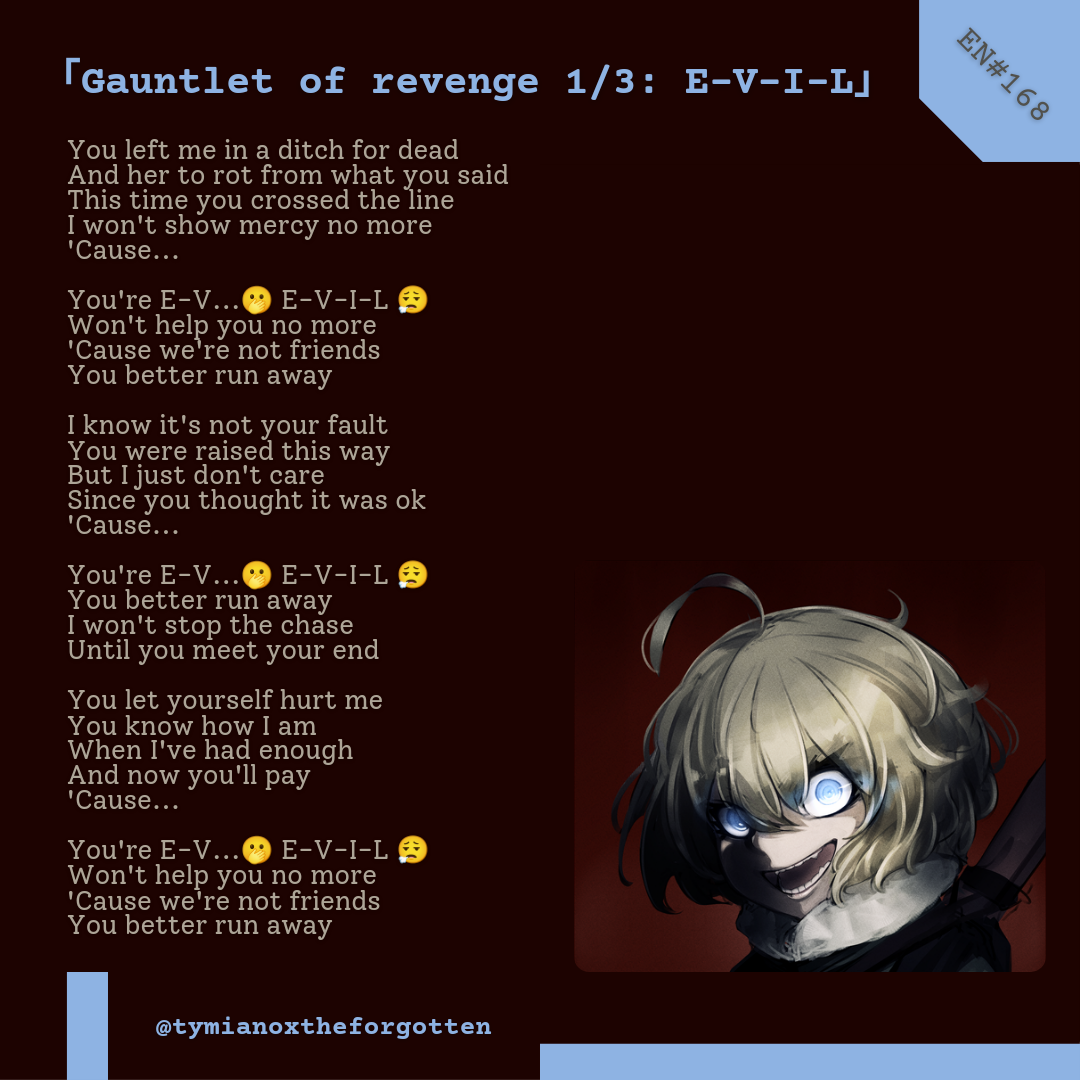 「Gauntlet of revenge 1/3: E-V-I-L」
EN#168
You left me in a ditch for dead
And her to rot from what you said
This time you crossed the line
I won't show mercy no more
'Cause...
You're E-V...🤭 E-V-I-L 😮‍💨
Won't help you no more
'Cause we're not friends
You better run away
I know it's not your fault
You were raised this way
But I just don't care
Since you thought it was ok
'Cause...
You're E-V...🤭 E-V-I-L 😮‍💨
You better run away
I won't stop the chase
Until you meet your end
You let yourself hurt me
You know how I am
When I've had enough
And now you'll pay
'Cause...
You're E-V...🤭 E-V-I-L 😮‍💨
Won't help you no more
'Cause we're not friends
You better run away
@tymianoxtheforgotten